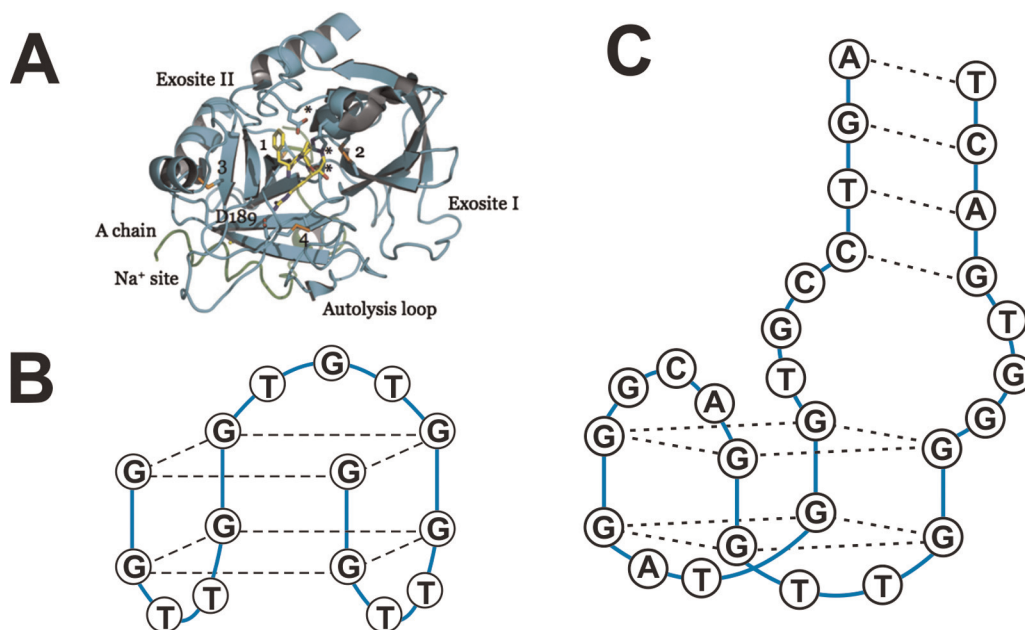 A
Exosite II
*
1
*
2
*
3
D189
Exosite I
A chain
4
Na⁺ site
Autolysis loop
B
T G T
G G
G G
G G
G G
T T
T T
C
A T
G C
T A
C G
C T
G G
G C A T G
G G G
G G
G G G
G
A T T T